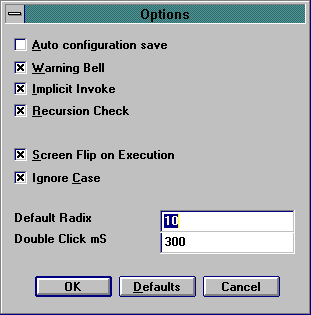 Options
Auto configuration save
Warning Bell
Implicit Invoke
Recursion Check
Screen Flip on Execution
Ignore Case
Default Radix 10
Double Click mS 300
OK Defaults Cancel